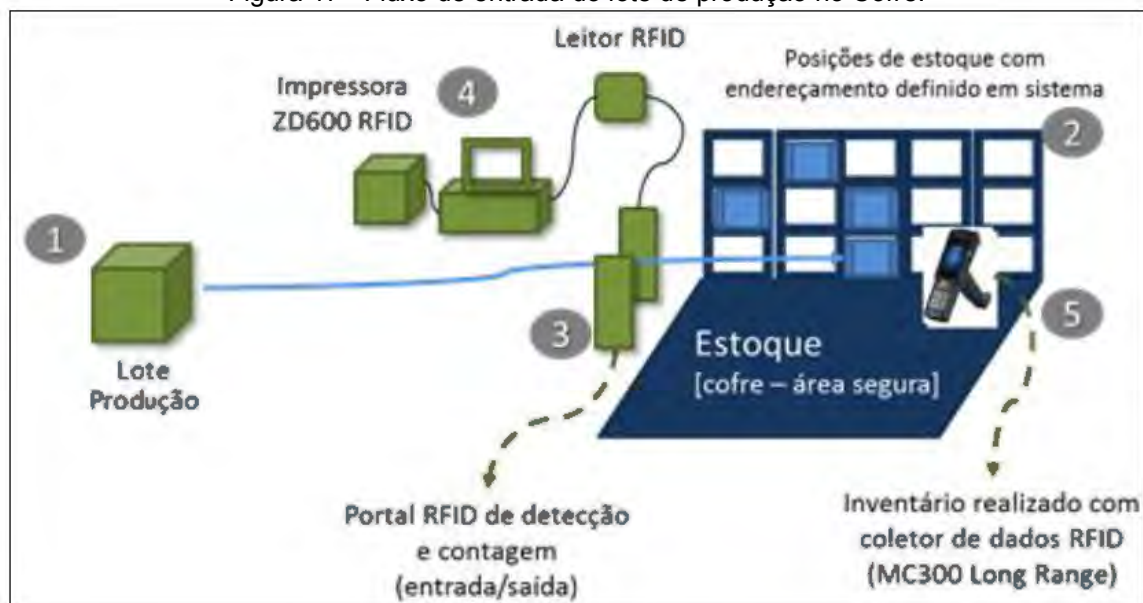 Leitor RFID
Impressora
ZD600 RFID
4
Posições de estoque com
endereçamento definido em sistema
2
1
Lote
Produção
3
Estoque
[cofre – área segura]
5
Portal RFID de detecção
e contagem
(entrada/saída)
Inventário realizado com
coletor de dados RFID
(MC300 Long Range)